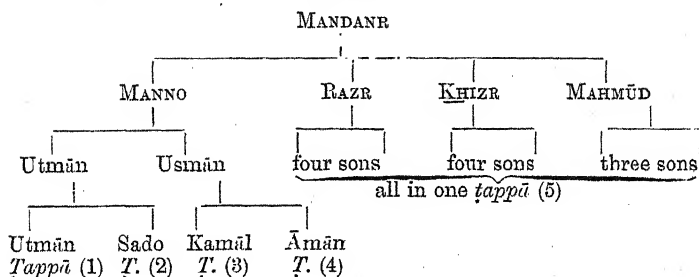 MANDANR
MANNO RAZR KHIZR MAHMŪD
Utmān Usmān four sons four sons three sons
all in one ṭappā (5)
Utmān Sado Kamāl Āmān
Ṭappā (1) Ṭ. (2) Ṭ. (3) Ṭ. (4)